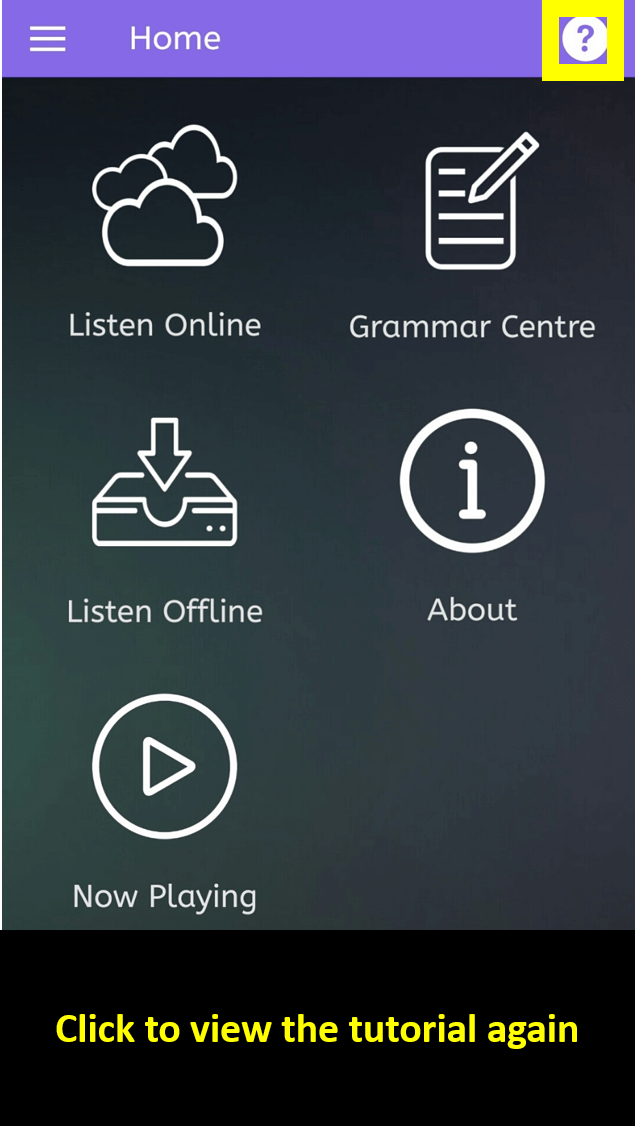 Home
?
Listen Online
Grammar Centre
Listen Offline
About
Now Playing
Click to view the tutorial again